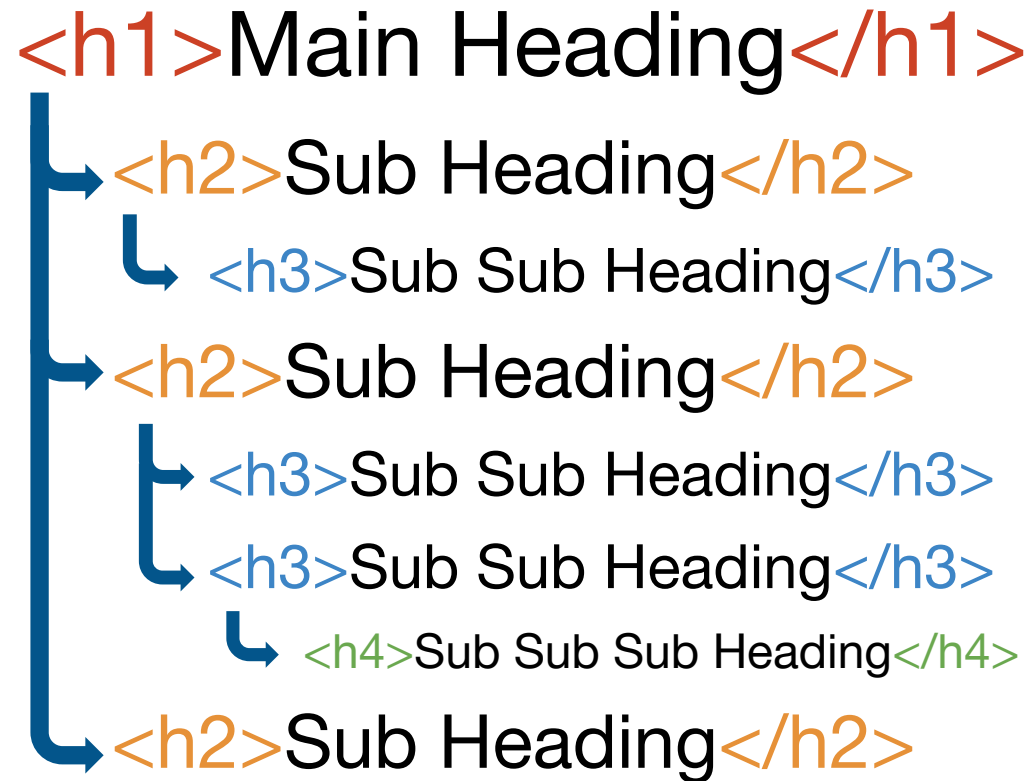 <h1>Main Heading</h1>
<h2>Sub Heading</h2>
<h3>Sub Sub Heading</h3>
<h2>Sub Heading</h2>
<h3>Sub Sub Heading</h3>
<h3>Sub Sub Heading</h3>
<h4>Sub Sub Sub Heading</h4>
<h2>Sub Heading</h2>